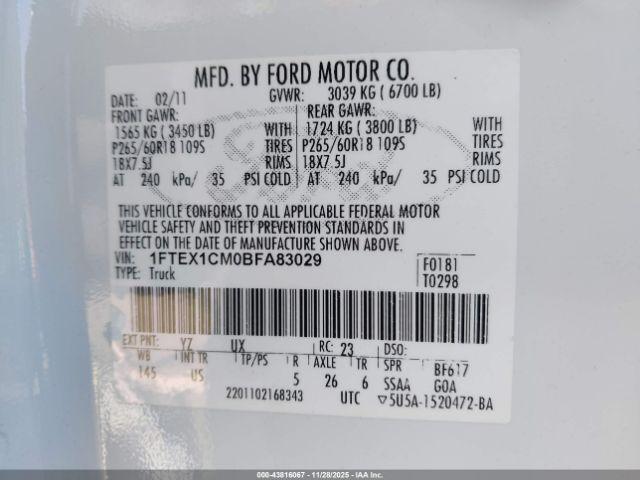 MFD. BY FORD MOTOR CO.
DATE: 02/11 GVWR: 3039 KG ( 6700 LB)
FRONT GAWR: REAR GAWR:
1565 KG ( 3450 LB) WITH 1724 KG ( 3800 LB) WITH
P265/60R18 109S TIRES P265/60R18 109S TIRES
18X7.5J RIMS 18X7.5J RIMS
AT 240 kPa/ 35 PSI COLD AT 240 kPa/ 35 PSI COLD
THIS VEHICLE CONFORMS TO ALL APPLICABLE FEDERAL MOTOR
VEHICLE SAFETY AND THEFT PREVENTION STANDARDS IN
EFFECT ON THE DATE OF MANUFACTURE SHOWN ABOVE.
VIN: 1FTEX1CM0BFA83029 F0181
TYPE: Truck T0298
EXT PNT: YZ UX RC: 23 DSO:
WB INT TR TP/PS R AXLE TR SPR BF617
145 US 5 26 6 SSAA GOA
2201102168343 UTC ▽5U5A-1520472-BA
000-43816067 | 11/28/2025 | IAAI.COM